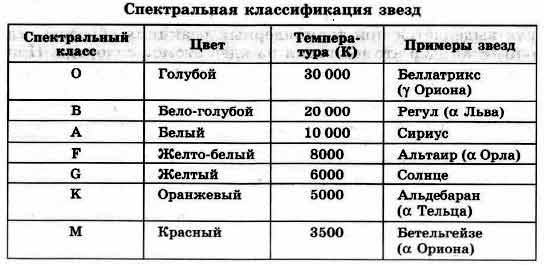 Спектральная классификация звезд
Спектральный класс Цвет Темпера-тура (К) Примеры звезд
O Голубой 30 000 Беллатрикс
(γ Ориона)
B Бело-голубой 20 000 Регул (α Льва)
A Белый 10 000 Сириус
F Желто-белый 8000 Альтаир (α Орла)
G Желтый 6000 Солнце
K Оранжевый 5000 Альдебаран
(α Тельца)
M Красный 3500 Бетельгейзе
(α Ориона)